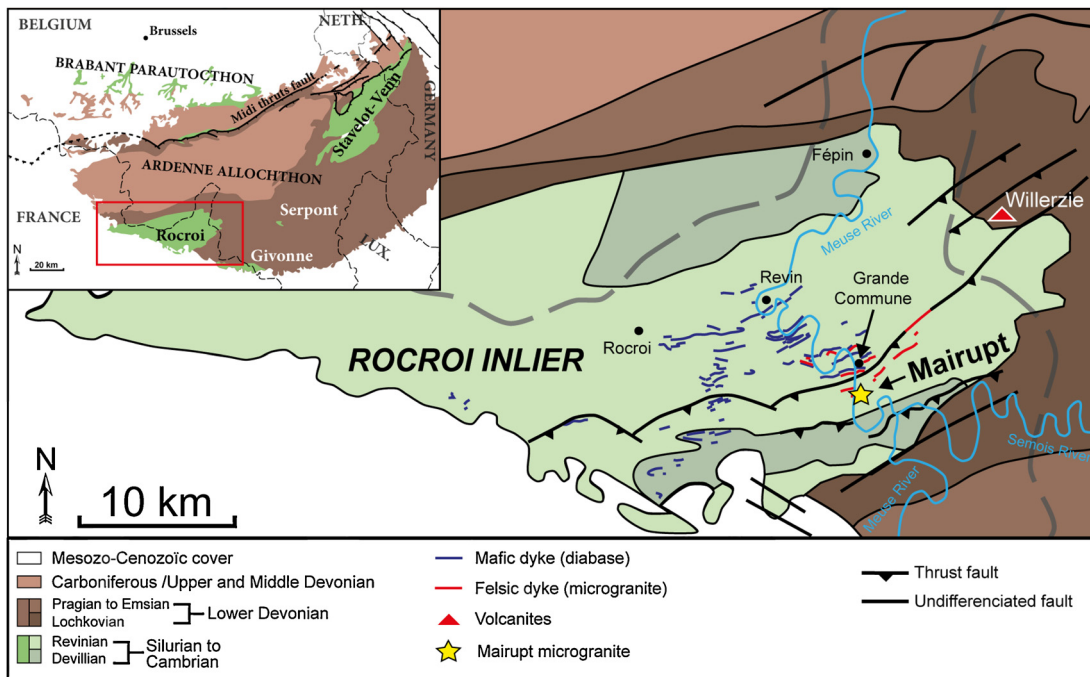 BELGIUM
NETH
Brussels
BRABANT PARAUTOCTHON
Midi thruts fault
Stavelot-Venn
GERMANY
ARDENNE ALLOCHTHON
FRANCE
Serpont
Rocroi
LUX.
Givonne
N
20 km
Fépin
Willerzie
Meuse River
Revin
Grande
Commune
Rocroi
ROCROI INLIER
Mairupt
Semois River
Meuse River
N
10 km
Mesozo-Cenozoïc cover
Carboniferous /Upper and Middle Devonian
Pragian to Emsian
Lochkovian
Lower Devonian
Revinian
Devillian
Silurian to
Cambrian
Mafic dyke (diabase)
Felsic dyke (microgranite)
Volcanites
Mairupt microgranite
Thrust fault
Undifferenciated fault